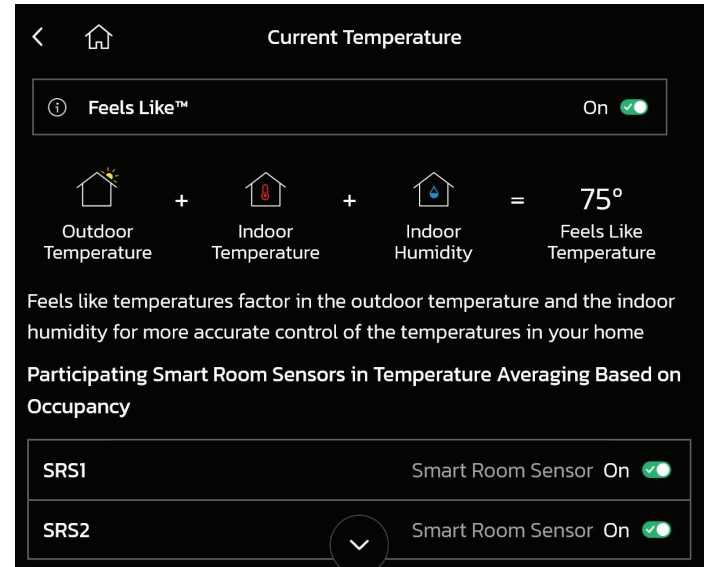 Current Temperature
Feels Like™ On
+ + = 75°
Outdoor Temperature
Indoor Temperature
Indoor Humidity
Feels Like Temperature
Feels like temperatures factor in the outdoor temperature and the indoor
humidity for more accurate control of the temperatures in your home
Participating Smart Room Sensors in Temperature Averaging Based on
Occupancy
SRS1 Smart Room Sensor On
SRS2 Smart Room Sensor On